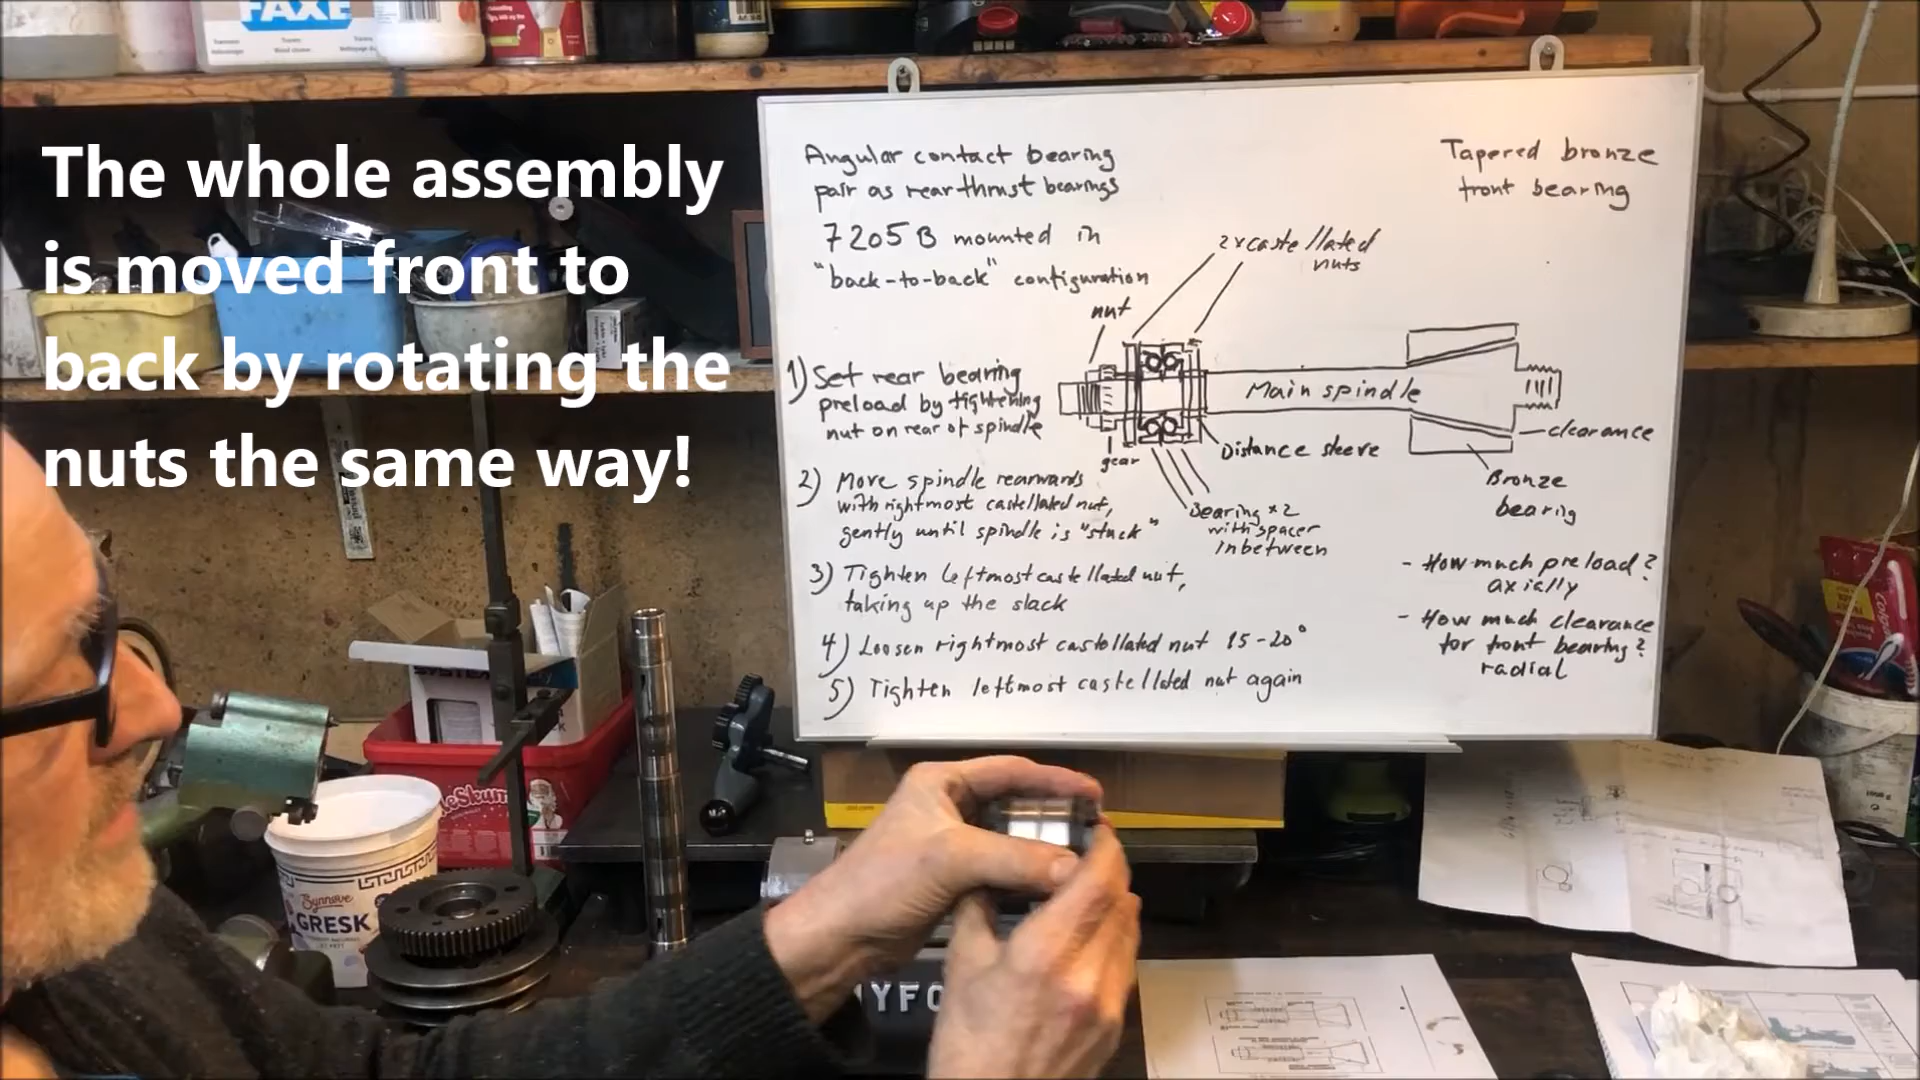 FAXE
The whole assembly
is moved front to
back by rotating the
nuts the same way!
Angular contact bearing
pair as rear thrust bearings
7205 B mounted in
"back-to-back" configuration
Tapered bronze
front bearing
2x castellated
nuts
nut
1) Set rear bearing
preload by tightening
nut on rear of spindle
Main spindle
clearance
gear
Distance sleeve
Bronze
bearing
2) Move spindle rearwards
with rightmost castellated nut,
gently until spindle is "stuck"
Bearing x2
with spacer
inbetween
3) Tighten leftmost castellated nut,
taking up the slack
4) Loosen rightmost castellated nut 15-20°
5) Tighten leftmost castellated nut again
- How much preload?
axially
- How much clearance
for front bearing?
radial
Synnøve
GRESK
MYFO